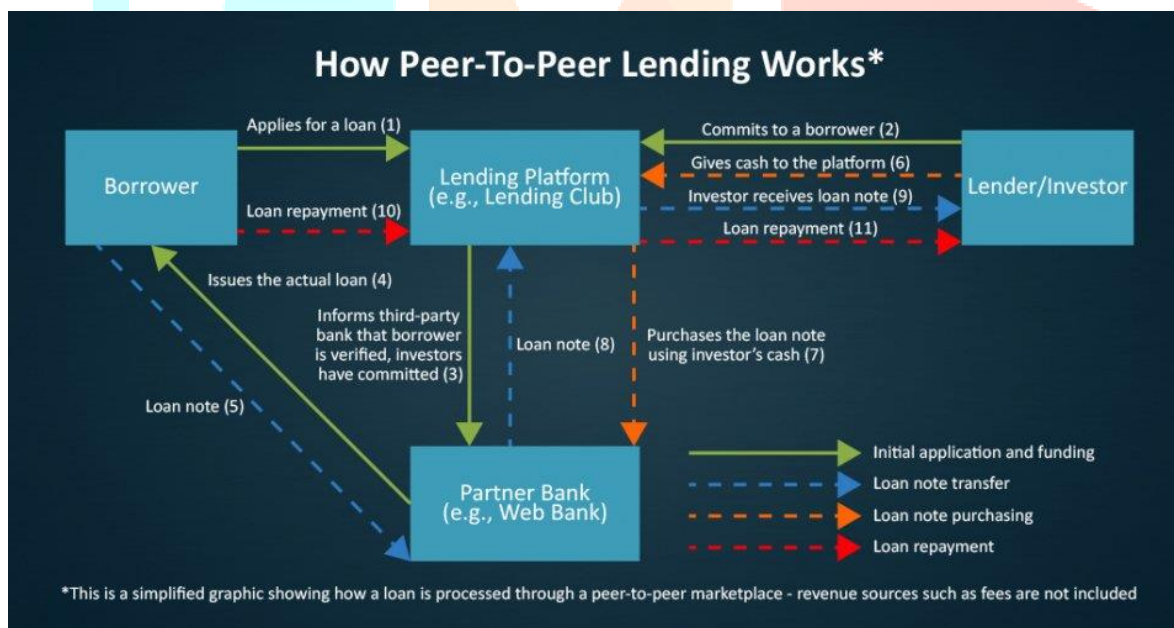 How Peer-To-Peer Lending Works*
Applies for a loan (1)
Commits to a borrower (2)
Gives cash to the platform (6)
Borrower
Lending Platform
(e.g., Lending Club)
Lender/Investor
Investor receives loan note (9)
Loan repayment (10)
Loan repayment (11)
Issues the actual loan (4)
Informs third-party
bank that borrower
is verified, investors
have committed (3)
Loan note (8)
Purchases the loan note
using investor's cash (7)
Loan note (5)
Partner Bank
(e.g., Web Bank)
Initial application and funding
Loan note transfer
Loan note purchasing
Loan repayment
*This is a simplified graphic showing how a loan is processed through a peer-to-peer marketplace - revenue sources such as fees are not included